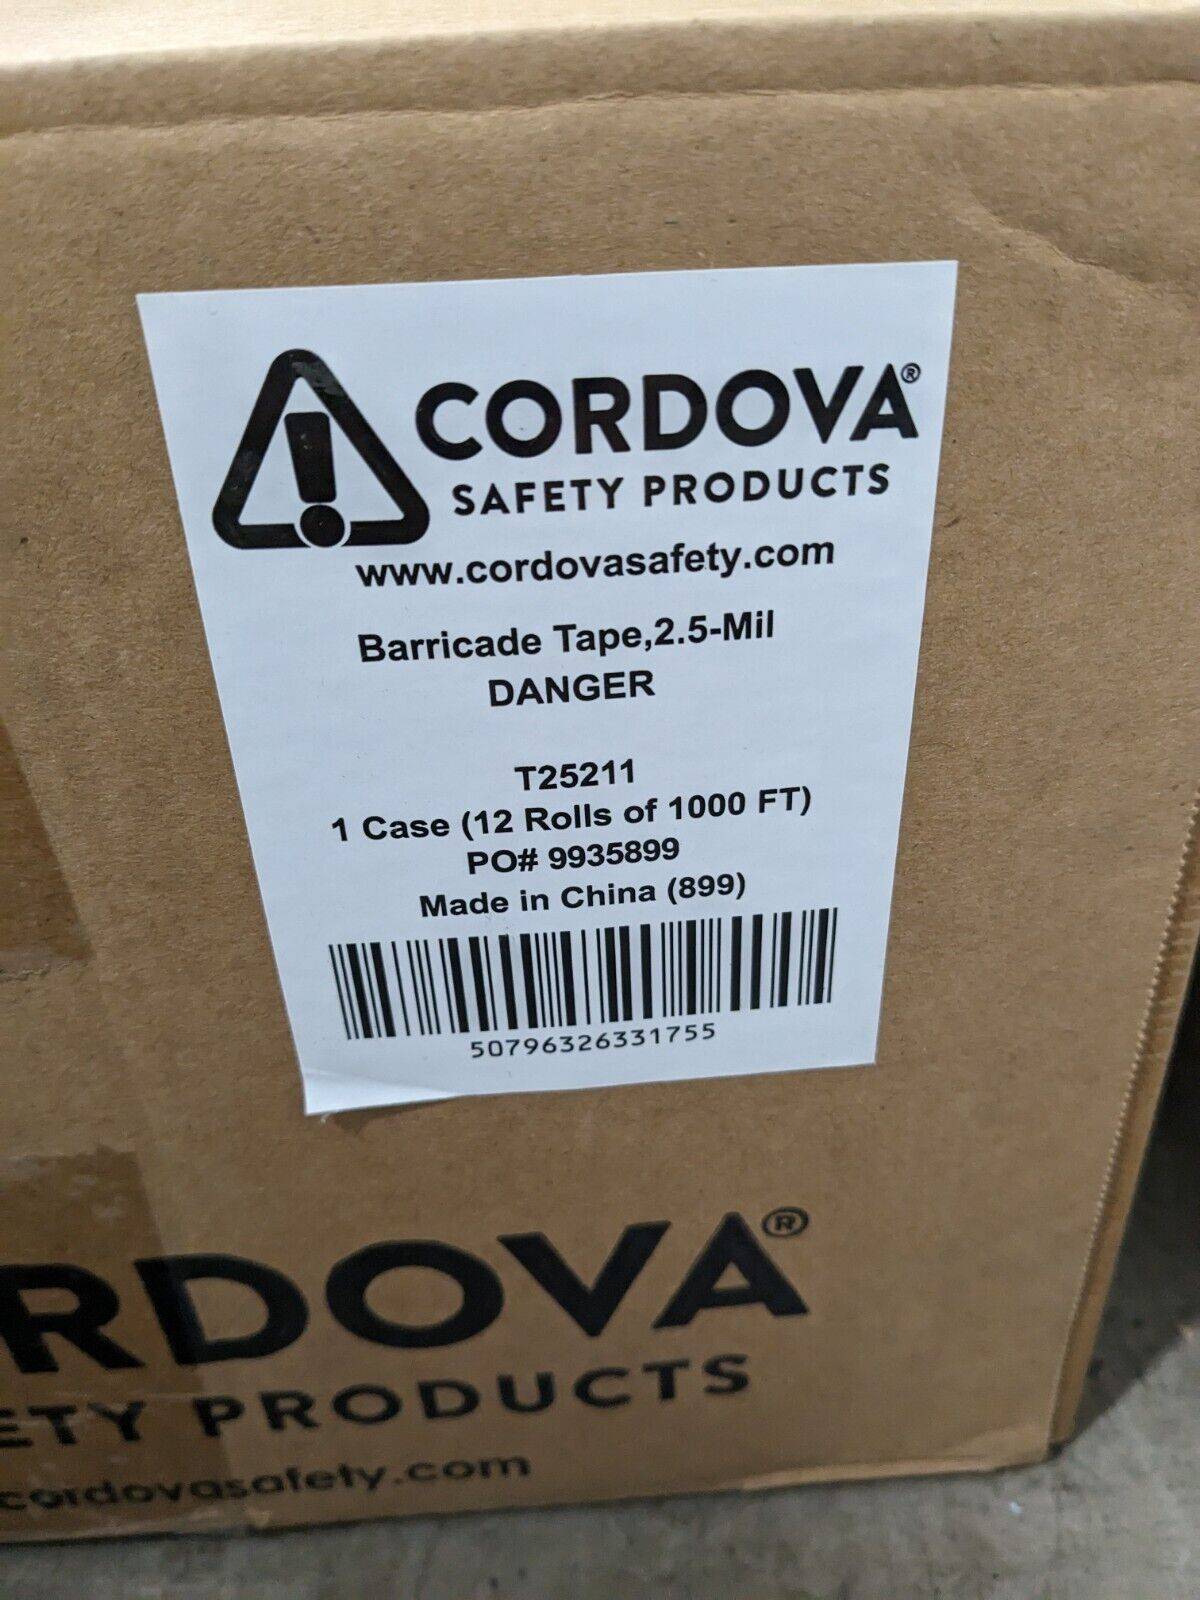 CORDOVA®
SAFETY PRODUCTS
www.cordovasafety.com
Barricade Tape,2.5-Mil
DANGER
T25211
1 Case (12 Rolls of 1000 FT)
PO# 9935899
Made in China (899)
50796326331755
RDOVA®
ETY PRODUCTS
cordovasafety.com